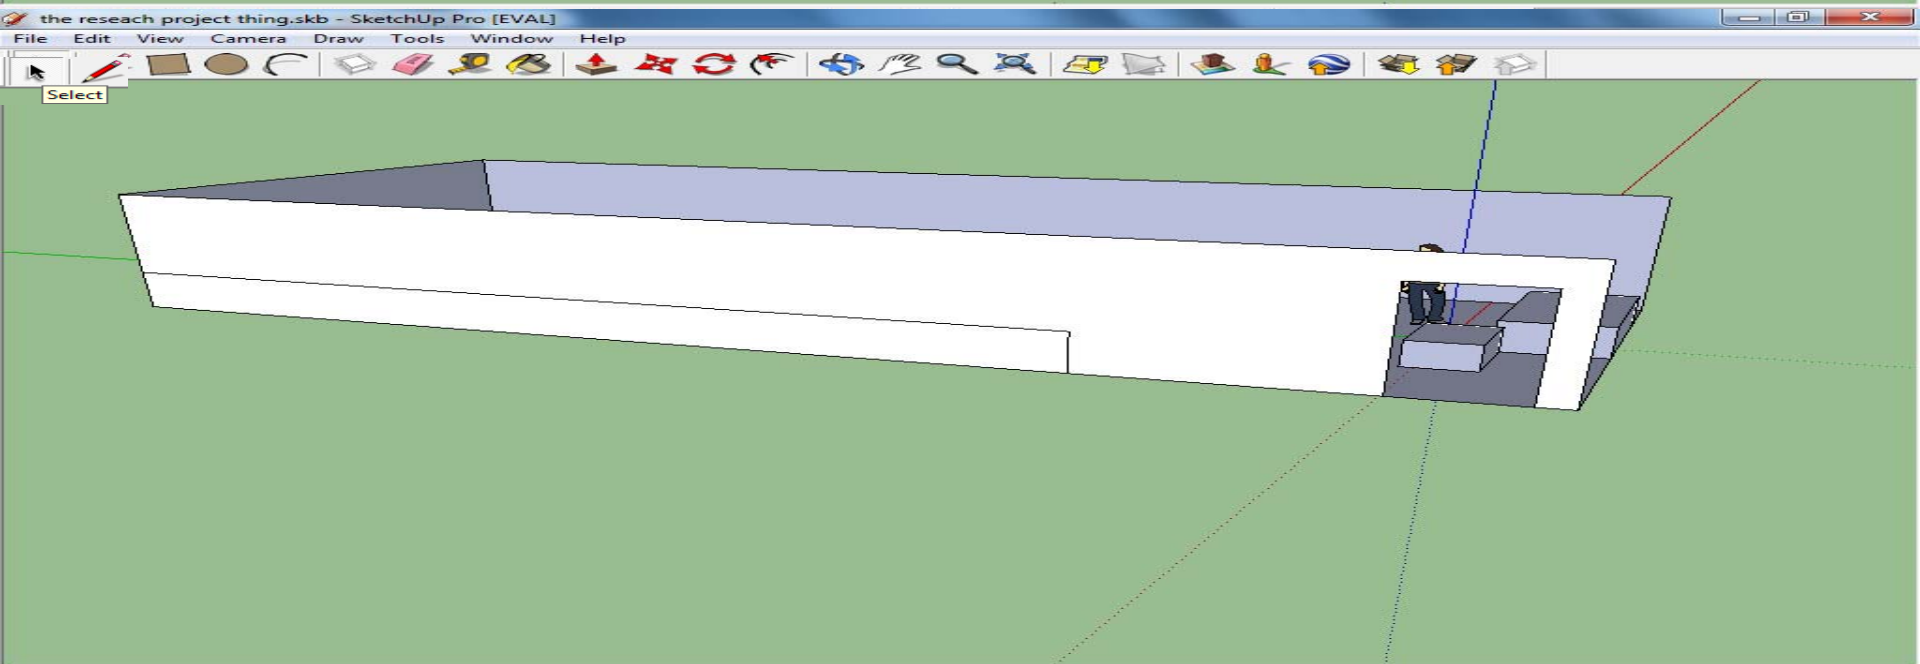 the reseach project thing.skb - SketchUp Pro [EVAL]
File Edit View Camera Draw Tools Window Help
Select